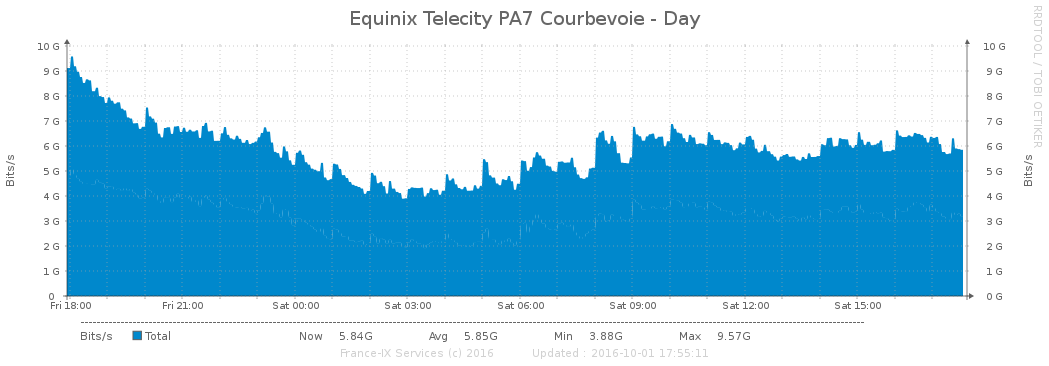 Equinix Telecity PA7 Courbevoie - Day
RRDTOOL / TOBI OETIKER
Bits/s
Bits/s
10 G 10 G
9 G 9 G
8 G 8 G
7 G 7 G
6 G 6 G
5 G 5 G
4 G 4 G
3 G 3 G
2 G 2 G
1 G 1 G
0 0 G
Fri 18:00 Fri 21:00 Sat 00:00 Sat 03:00 Sat 06:00 Sat 09:00 Sat 12:00 Sat 15:00
Bits/s Total Now 5.84G Avg 5.85G Min 3.88G Max 9.57G
France-IX Services (c) 2016 Updated : 2016-10-01 17:55:11